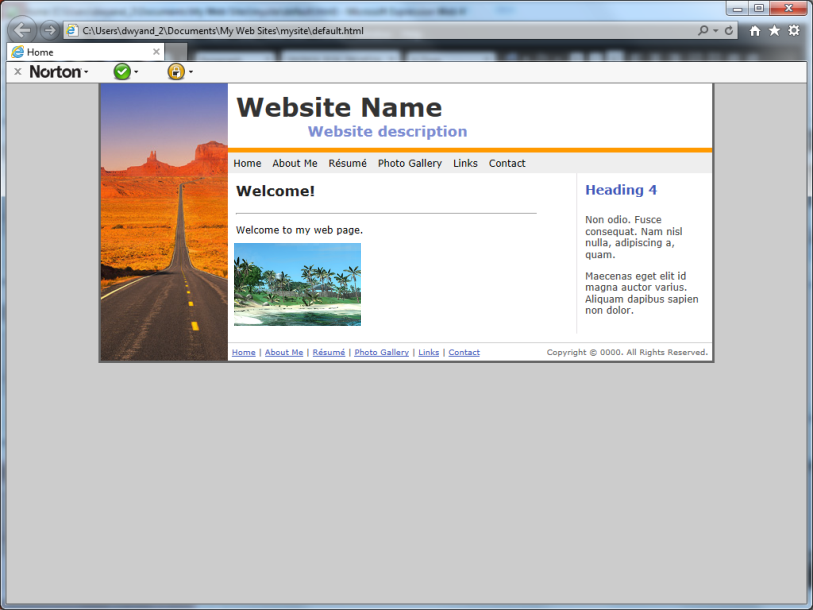 C:\Users\dwyand_2\Documents\My Web Sites\mysite\default.html
Home
Norton
Website Name
Website description
Home About Me Résumé Photo Gallery Links Contact
Welcome!
Welcome to my web page.
Heading 4
Non odio. Fusce
consequat. Nam nisl
nulla, adipiscing a,
quam.
Maecenas eget elit id
magna auctor varius.
Aliquam dapibus sapien
non dolor.
Home | About Me | Résumé | Photo Gallery | Links | Contact
Copyright © 0000. All Rights Reserved.